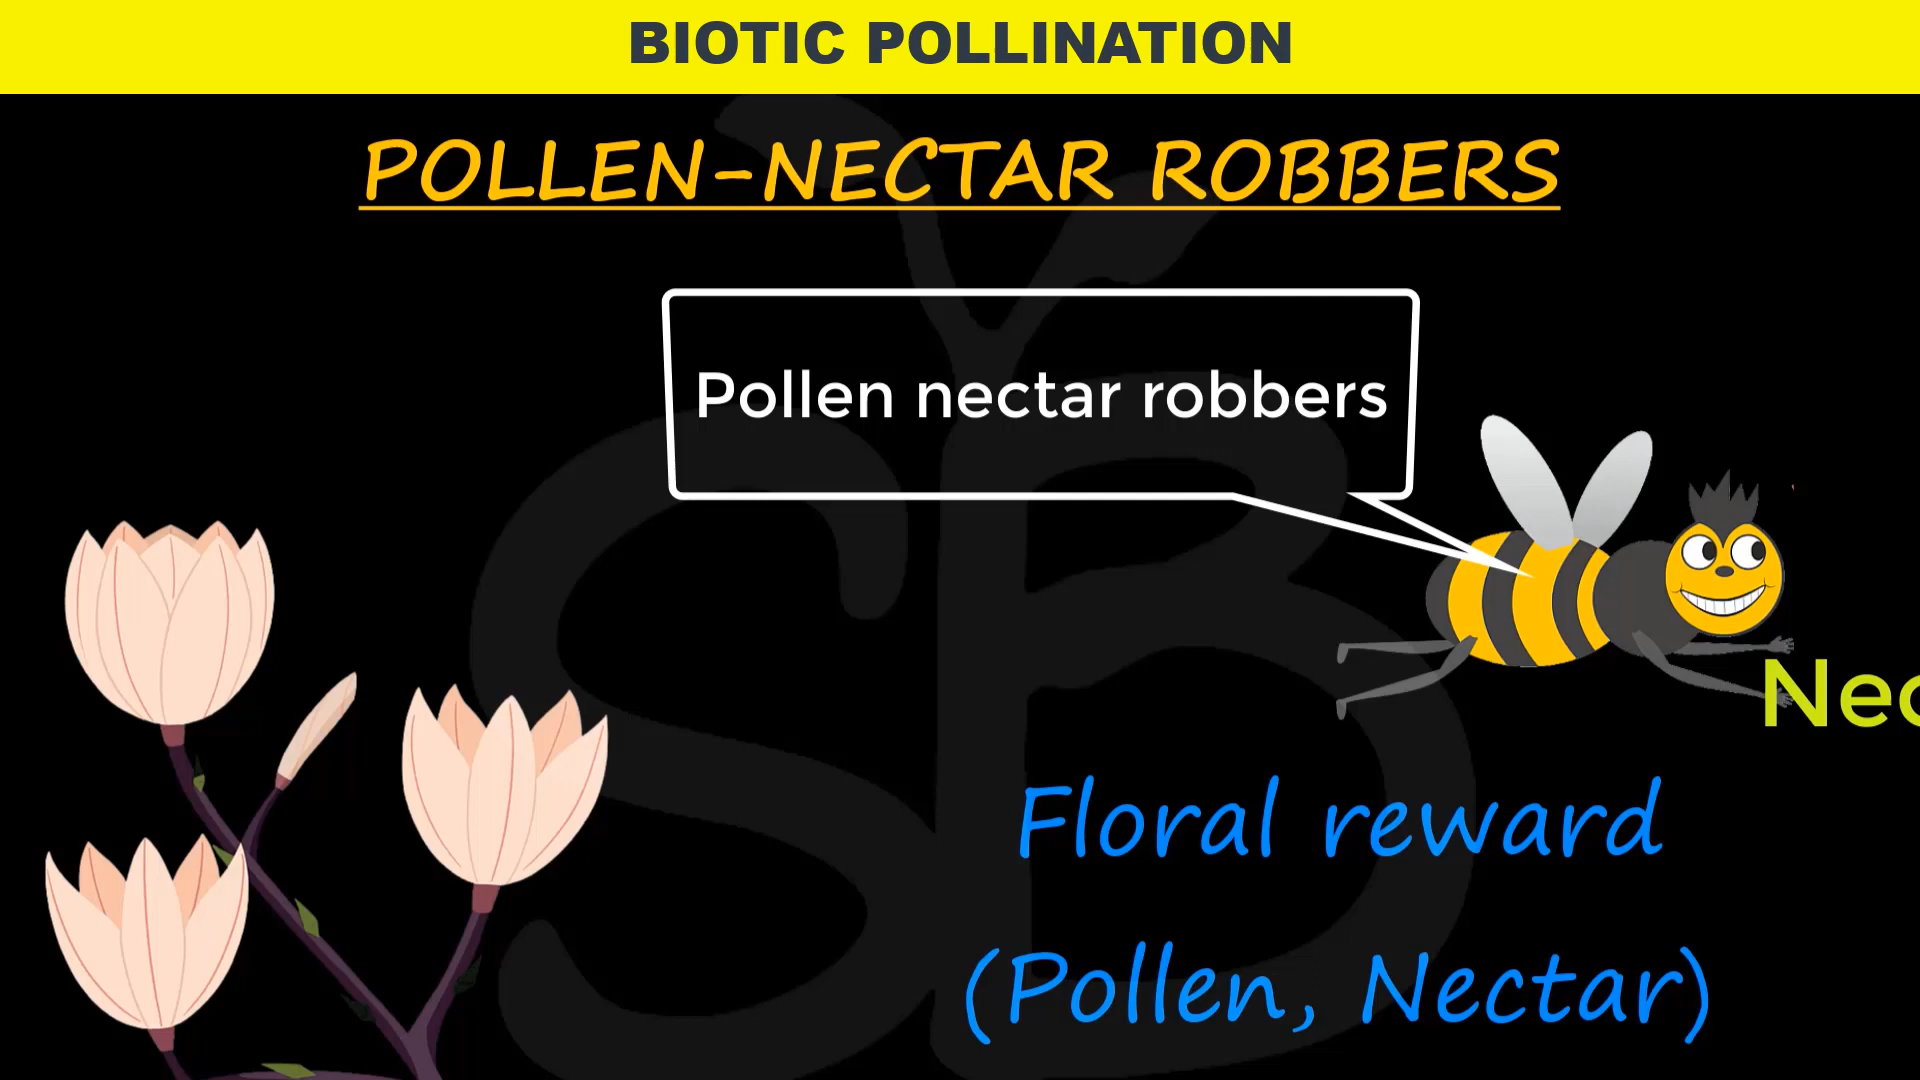 BIOTIC POLLINATION
POLLEN-NECTAR ROBBERS
Pollen nectar robbers
Floral reward
(Pollen, Nectar)